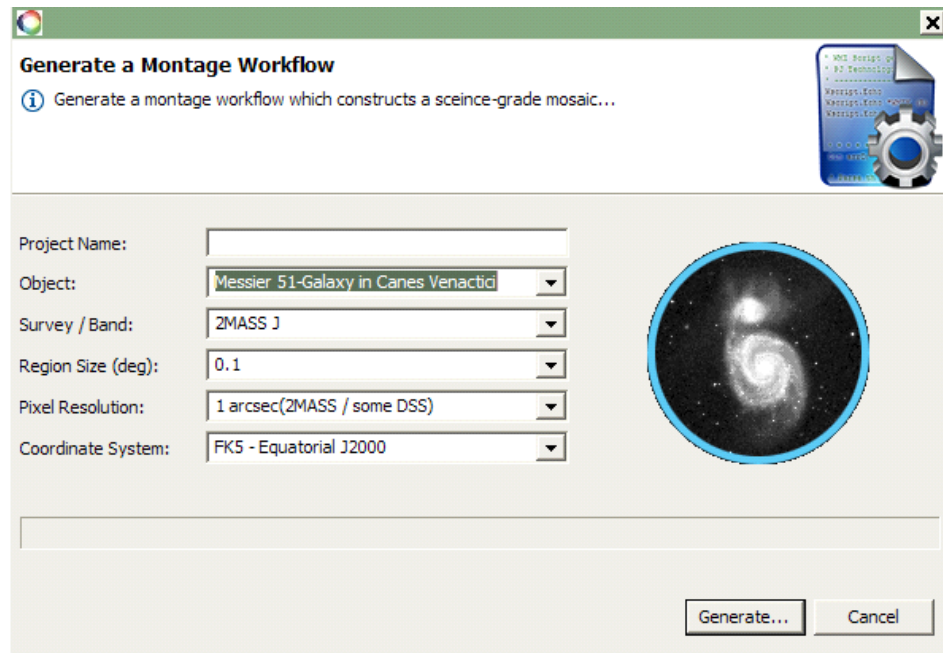 Generate a Montage Workflow
Generate a montage workflow which constructs a sceince-grade mosaic...
Project Name:
Object: Messier 51-Galaxy in Canes Venactici
Survey / Band: 2MASS J
Region Size (deg): 0.1
Pixel Resolution: 1 arcsec(2MASS / some DSS)
Coordinate System: FK5 - Equatorial J2000
Generate... Cancel